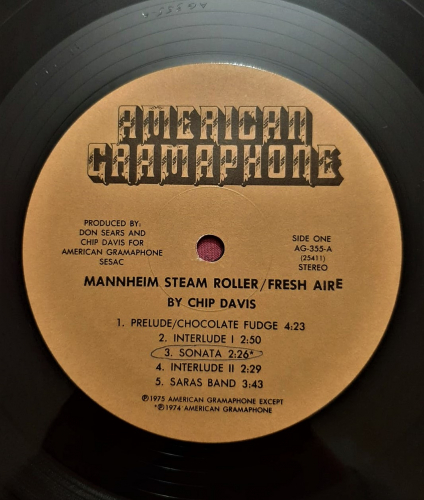 THE
AMERICAN
GRAMAPHONE
PRODUCED BY:
DON SEARS AND
CHIP DAVIS FOR
AMERICAN GRAMAPHONE
SESAC
SIDE ONE
AG-355-A
(25411)
STEREO
MANNHEIM STEAM ROLLER/FRESH AIRE
BY CHIP DAVIS
1. PRELUDE/CHOCOLATE FUDGE 4:23
2. INTERLUDE I 2:50
3. SONATA 2:26*
4. INTERLUDE II 2:29
5. SARAS BAND 3:43
℗1975 AMERICAN GRAMAPHONE EXCEPT
*℗1974 AMERICAN GRAMAPHONE